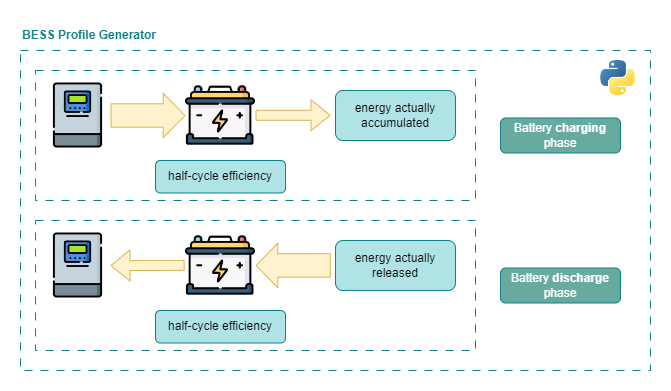 BESS Profile Generator
energy actually
accumulated
Battery charging
phase
half-cycle efficiency
energy actually
released
Battery discharge
phase
half-cycle efficiency